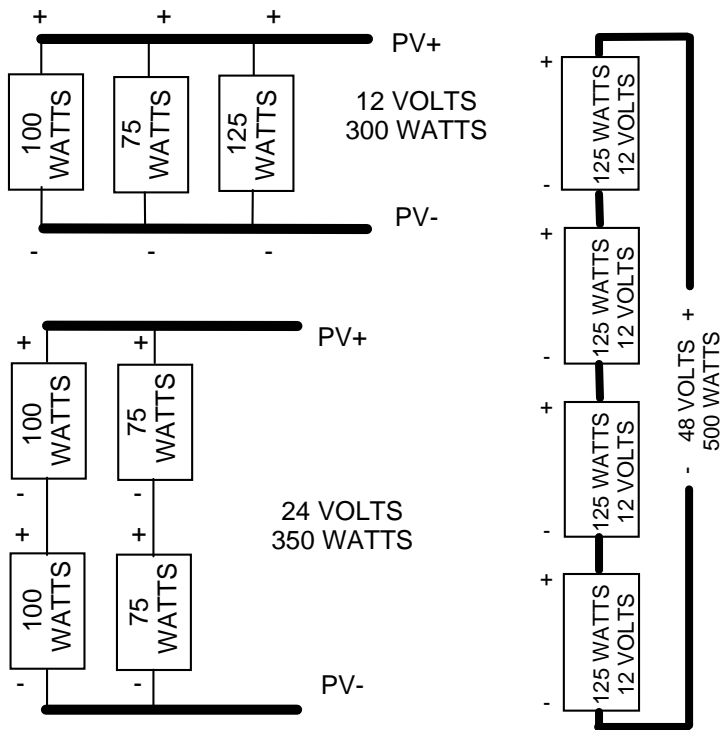 + + +
PV+
100
WATTS
75
WATTS
125
WATTS
12 VOLTS
300 WATTS
PV-
- - -
PV+
+ +
100
WATTS
75
WATTS
- -
24 VOLTS
350 WATTS
+ +
100
WATTS
75
WATTS
- -
PV-
+
125 WATTS
12 VOLTS
-
+
125 WATTS
12 VOLTS
-
+
125 WATTS
12 VOLTS
-
+
125 WATTS
12 VOLTS
-
- 48 VOLTS +
500 WATTS